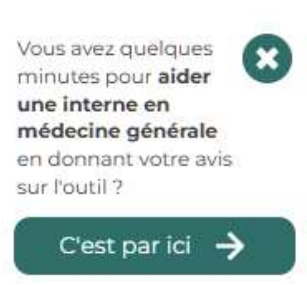 Vous avez quelques
minutes pour aider
une interne en
médecine générale
en donnant votre avis
sur l'outil ?
C'est par ici